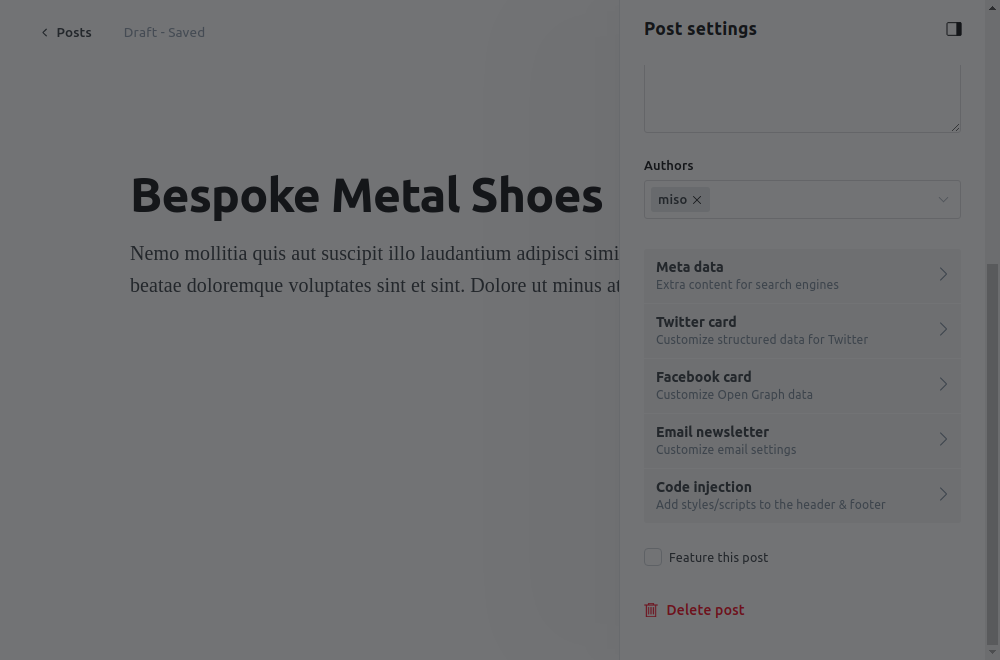 Posts
Draft - Saved
Post settings
Authors
miso
Bespoke Metal Shoes
Nemo mollitia quis aut suscipit illo laudantium adipisci simi
beatae doloremque voluptates sint et sint. Dolore ut minus at
Meta data
Extra content for search engines
Twitter card
Customize structured data for Twitter
Facebook card
Customize Open Graph data
Email newsletter
Customize email settings
Code injection
Add styles/scripts to the header & footer
Feature this post
Delete post